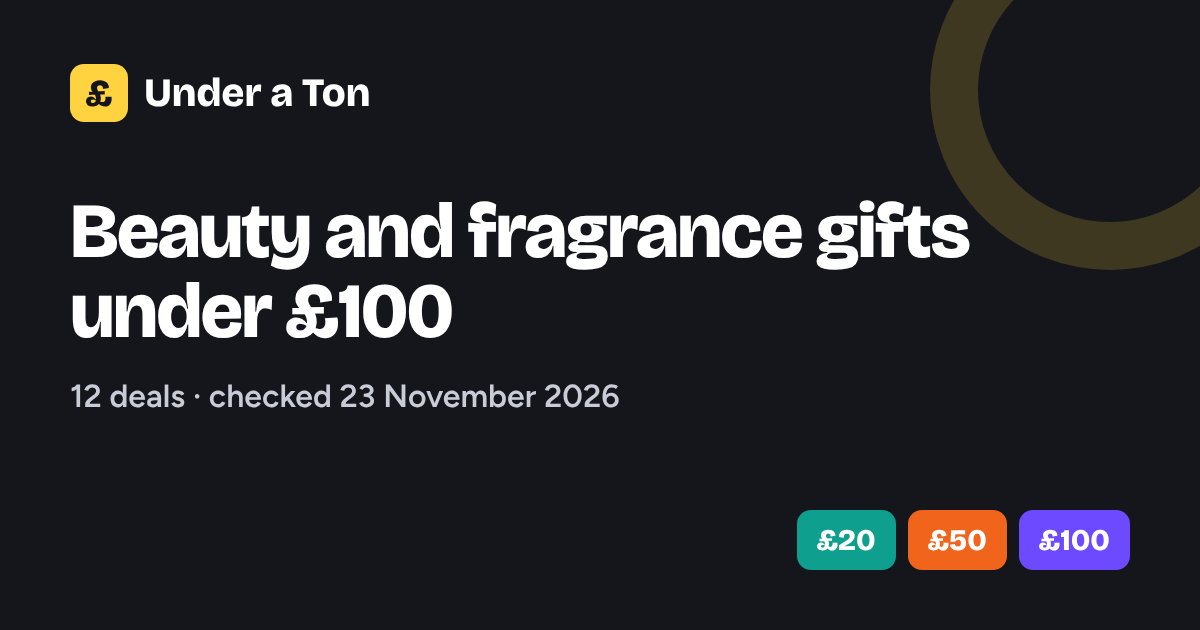 £ Under a Ton
Beauty and fragrance gifts
under £100
12 deals · checked 23 November 2026
£20 £50 £100